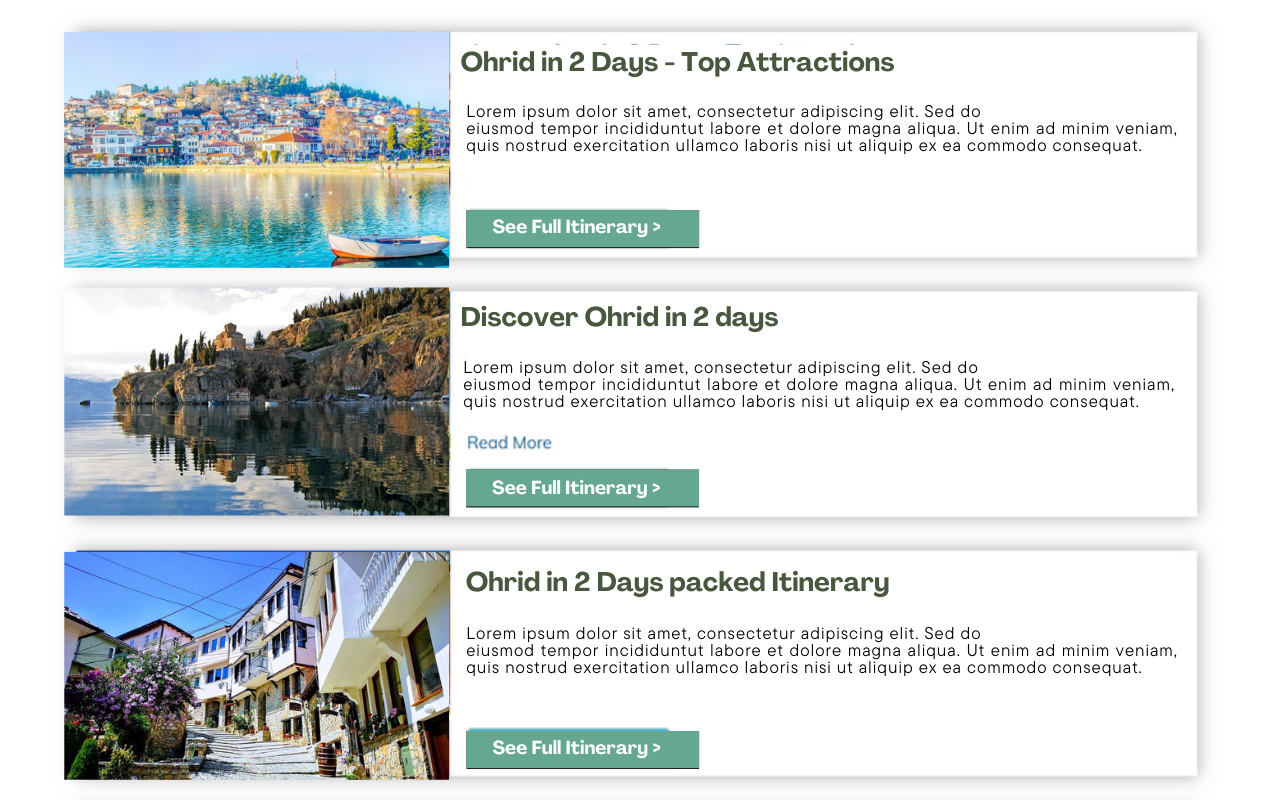 Ohrid in 2 Days - Top Attractions
Lorem ipsum dolor sit amet, consectetur adipiscing elit. Sed do
eiusmod tempor incididuntut labore et dolore magna aliqua. Ut enim ad minim veniam,
quis nostrud exercitation ullamco laboris nisi ut aliquip ex ea commodo consequat.
See Full Itinerary >
Discover Ohrid in 2 days
Lorem ipsum dolor sit amet, consectetur adipiscing elit. Sed do
eiusmod tempor incididuntut labore et dolore magna aliqua. Ut enim ad minim veniam,
quis nostrud exercitation ullamco laboris nisi ut aliquip ex ea commodo consequat.
Read More
See Full Itinerary >
Ohrid in 2 Days packed Itinerary
Lorem ipsum dolor sit amet, consectetur adipiscing elit. Sed do
eiusmod tempor incididuntut labore et dolore magna aliqua. Ut enim ad minim veniam,
quis nostrud exercitation ullamco laboris nisi ut aliquip ex ea commodo consequat.
See Full Itinerary >